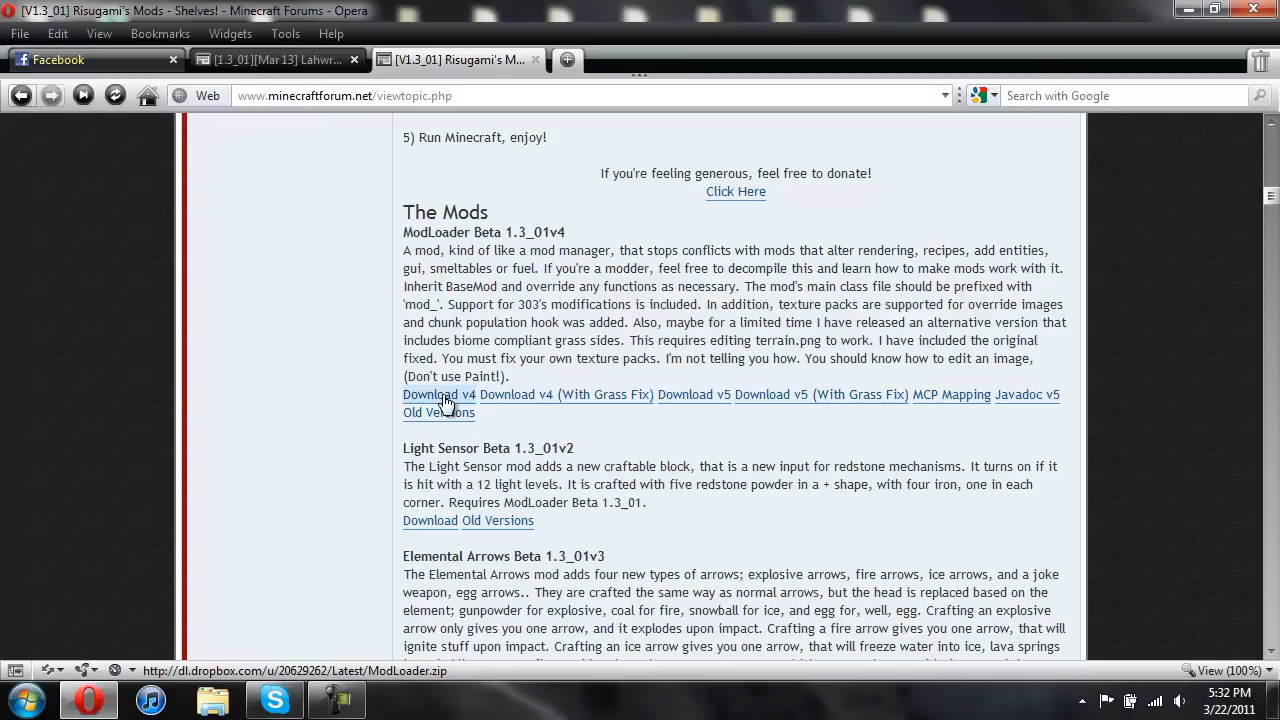 [V1.3_01] Risugami's Mods - Shelves! - Minecraft Forums - Opera
File Edit View Bookmarks Widgets Tools Help
Facebook [1.3_01][Mar 13] Lahwr... [V1.3_01] Risugami's M...
Web www.minecraftforum.net/viewtopic.php Search with Google
5) Run Minecraft, enjoy!
If you're feeling generous, feel free to donate!
Click Here
The Mods
ModLoader Beta 1.3_01v4
A mod, kind of like a mod manager, that stops conflicts with mods that alter rendering, recipes, add entities,
gui, smeltables or fuel. If you're a modder, feel free to decompile this and learn how to make mods work with it.
Inherit BaseMod and override any functions as necessary. The mod's main class file should be prefixed with
'mod_'. Support for 303's modifications is included. In addition, texture packs are supported for override images
and chunk population hook was added. Also, maybe for a limited time I have released an alternative version that
includes biome compliant grass sides. This requires editing terrain.png to work. I have included the original
fixed. You must fix your own texture packs. I'm not telling you how. You should know how to edit an image,
(Don't use Paint!).
Download v4 Download v4 (With Grass Fix) Download v5 Download v5 (With Grass Fix) MCP Mapping Javadoc v5
Old Versions
Light Sensor Beta 1.3_01v2
The Light Sensor mod adds a new craftable block, that is a new input for redstone mechanisms. It turns on if it
is hit with a 12 light levels. It is crafted with five redstone powder in a + shape, with four iron, one in each
corner. Requires ModLoader Beta 1.3_01.
Download Old Versions
Elemental Arrows Beta 1.3_01v3
The Elemental Arrows mod adds four new types of arrows; explosive arrows, fire arrows, ice arrows, and a joke
weapon, egg arrows.. They are crafted the same way as normal arrows, but the head is replaced based on the
element; gunpowder for explosive, coal for fire, snowball for ice, and egg for, well, egg. Crafting an explosive
arrow only gives you one arrow, and it explodes upon impact. Crafting a fire arrow gives you one arrow, that will
ignite stuff upon impact. Crafting an ice arrow gives you one arrow, that will freeze water into ice, lava springs
http://dl.dropbox.com/u/20629262/Latest/ModLoader.zip View (100%)
5:32 PM
3/22/2011